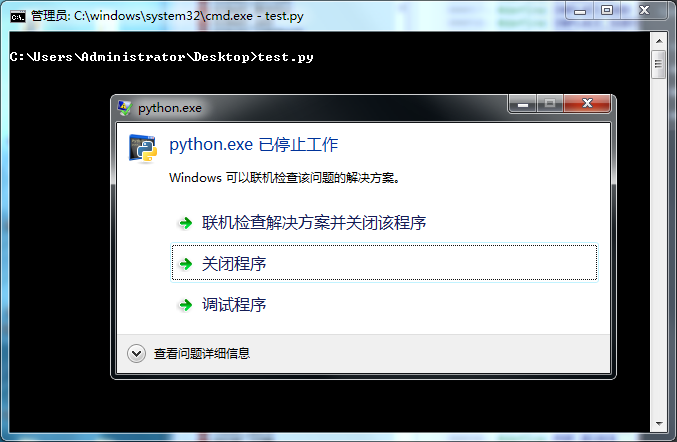 管理员: C:\windows\system32\cmd.exe - test.py
C:\Users\Administrator\Desktop>test.py
python.exe
python.exe 已停止工作
Windows 可以联机检查该问题的解决方案。
联机检查解决方案并关闭该程序
关闭程序
调试程序
查看问题详细信息